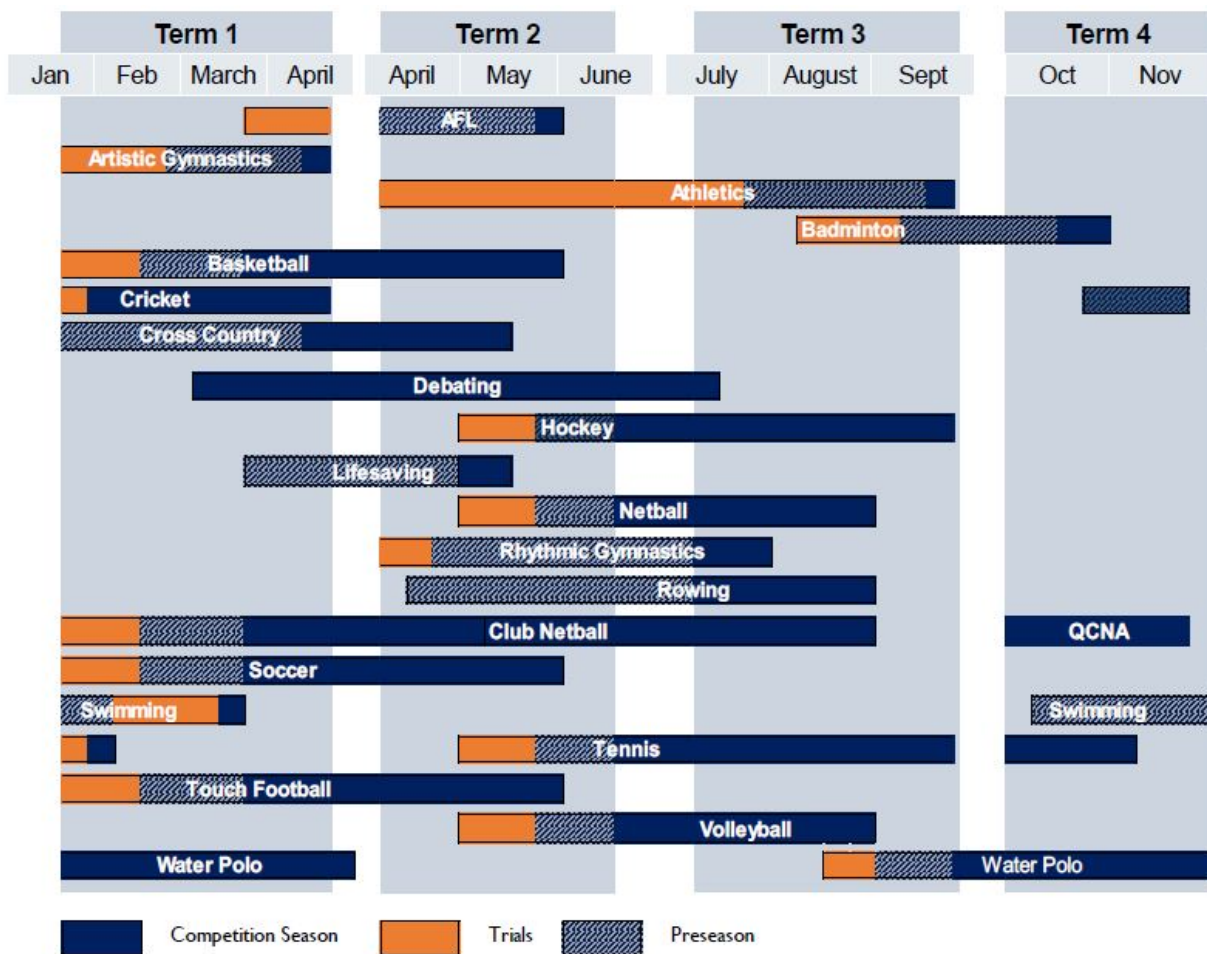 Term 1 Term 2 Term 3 Term 4
Jan Feb March April April May June July August Sept Oct Nov
AFL
Artistic Gymnastics
Athletics
Badminton
Basketball
Cricket
Cross Country
Debating
Hockey
Lifesaving
Netball
Rhythmic Gymnastics
Rowing
Club Netball QCNA
Soccer
Swimming Swimming
Tennis
Touch Football
Volleyball
Water Polo Water Polo
Competition Season Trials Preseason